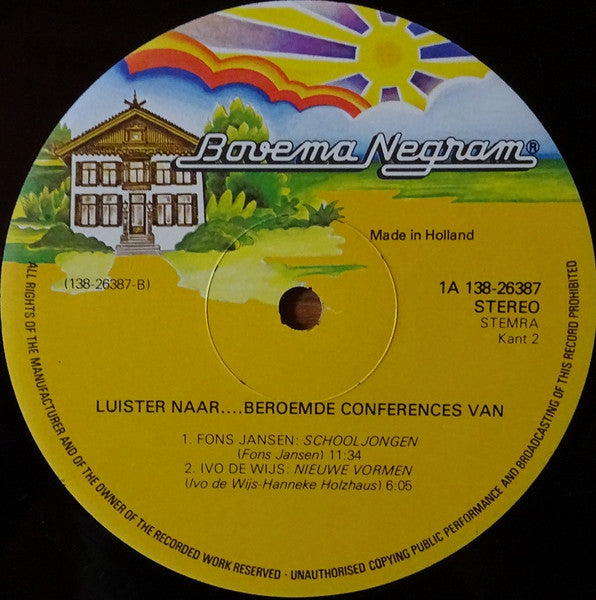 Bovema Negram®
Made in Holland
(138-26387-B)
1A 138-26387
STEREO
STEMRA
Kant 2
LUISTER NAAR....BEROEMDE CONFERENCES VAN
1. FONS JANSEN: SCHOOLJONGEN
(Fons Jansen) 11:34
2. IVO DE WIJS: NIEUWE VORMEN
(Ivo de Wijs-Hanneke Holzhaus) 6:05
ALL RIGHTS OF THE MANUFACTURER AND OF THE OWNER OF THE RECORDED WORK RESERVED · UNAUTHORISED COPYING PUBLIC PERFORMANCE AND BROADCASTING OF THIS RECORD PROHIBITED